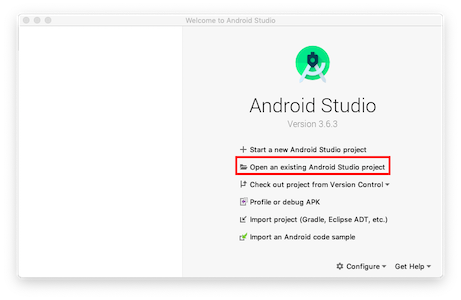 Welcome to Android Studio
Android Studio
Version 3.6.3
Start a new Android Studio project
Open an existing Android Studio project
Check out project from Version Control
Profile or debug APK
Import project (Gradle, Eclipse ADT, etc.)
Import an Android code sample
Configure Get Help